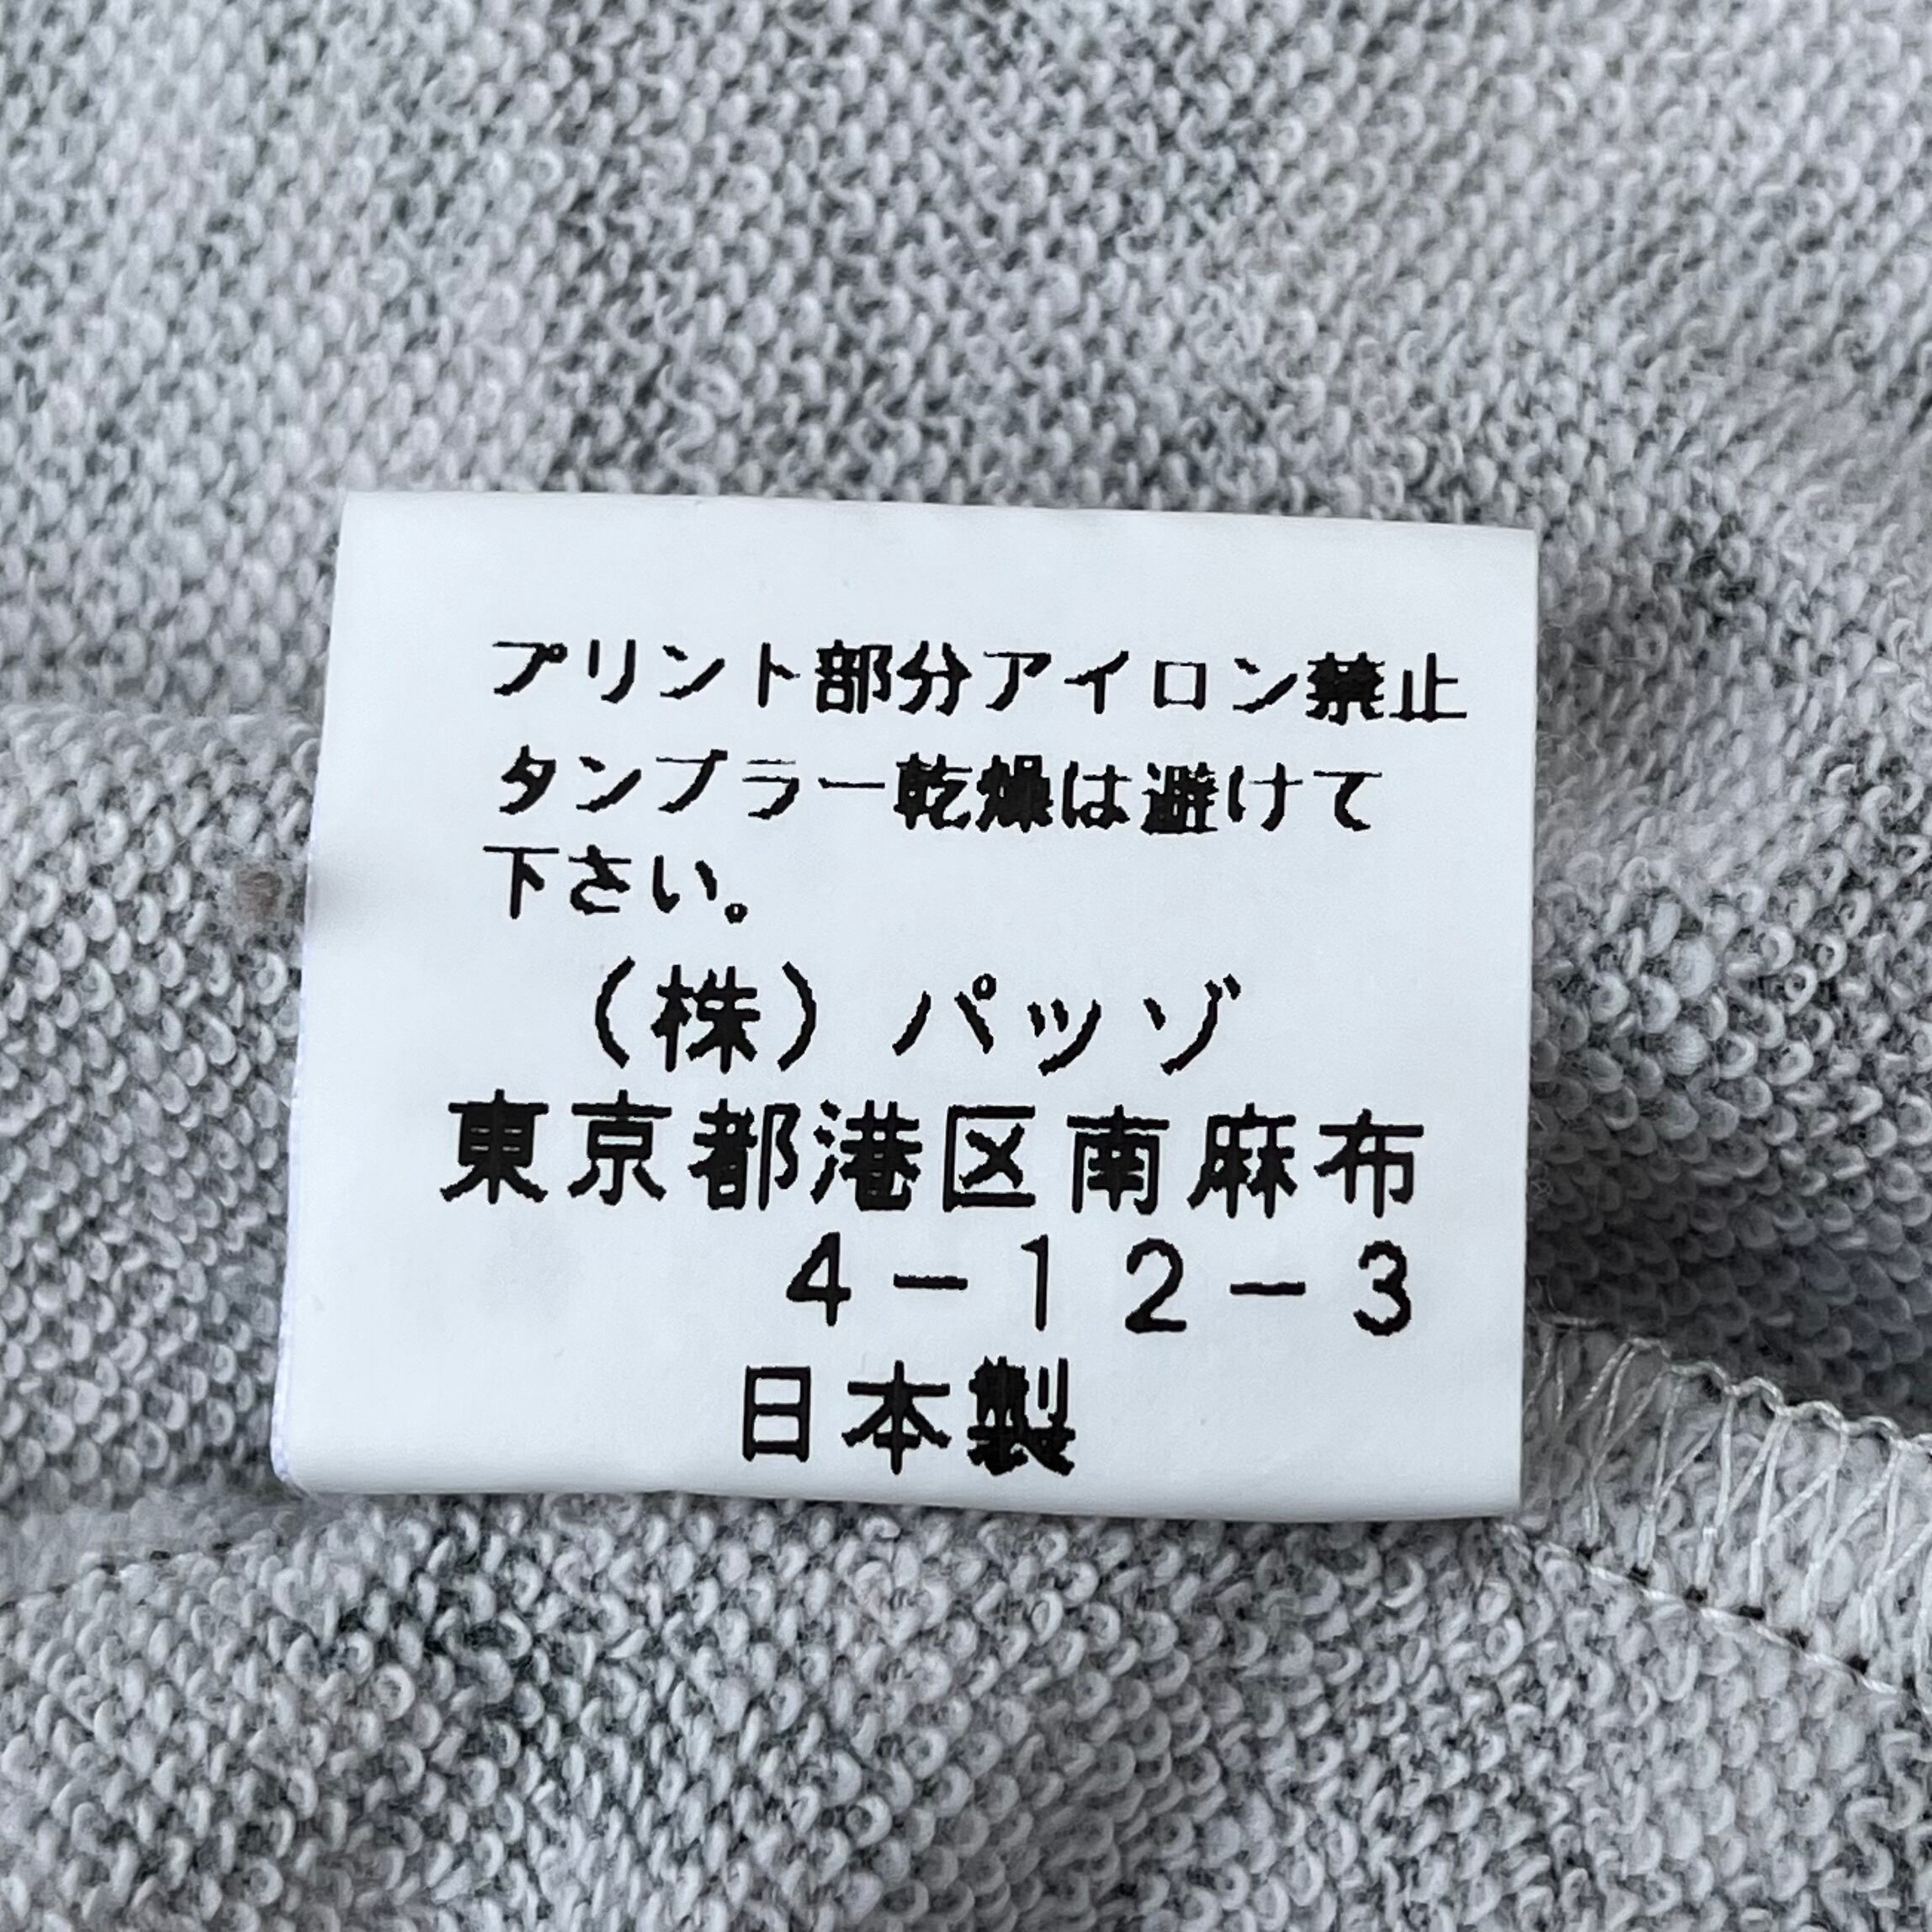 プリント部分アイロン禁止
タンブラー乾燥は避けて
下さい。
（株）パッゾ
東京都港区南麻布
4－12－3
日本製